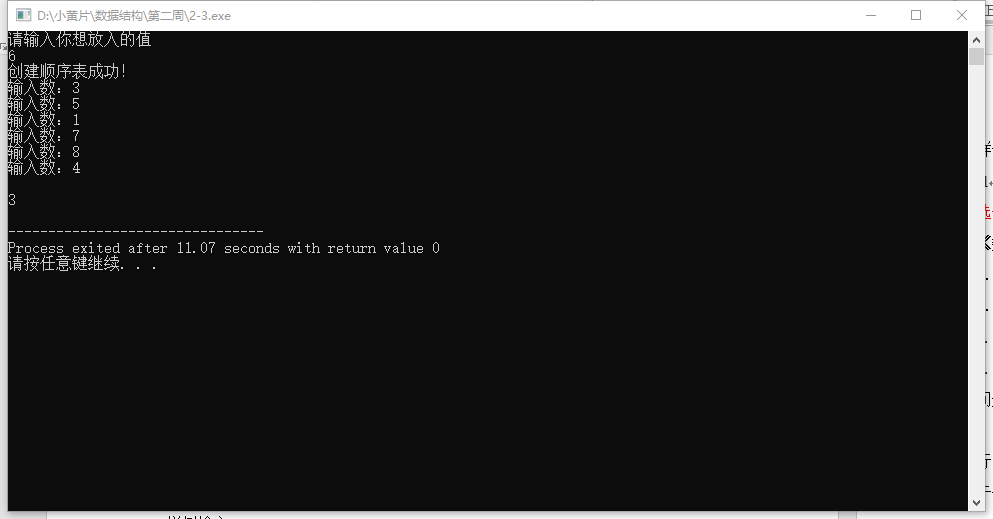 D:\小黄片\数据结构\第二周\2-3.exe
请输入你想放入的值
6
创建顺序表成功!
输入数: 3
输入数: 5
输入数: 1
输入数: 7
输入数: 8
输入数: 4
3
--------------------------------
Process exited after 11.07 seconds with return value 0
请按任意键继续. . .